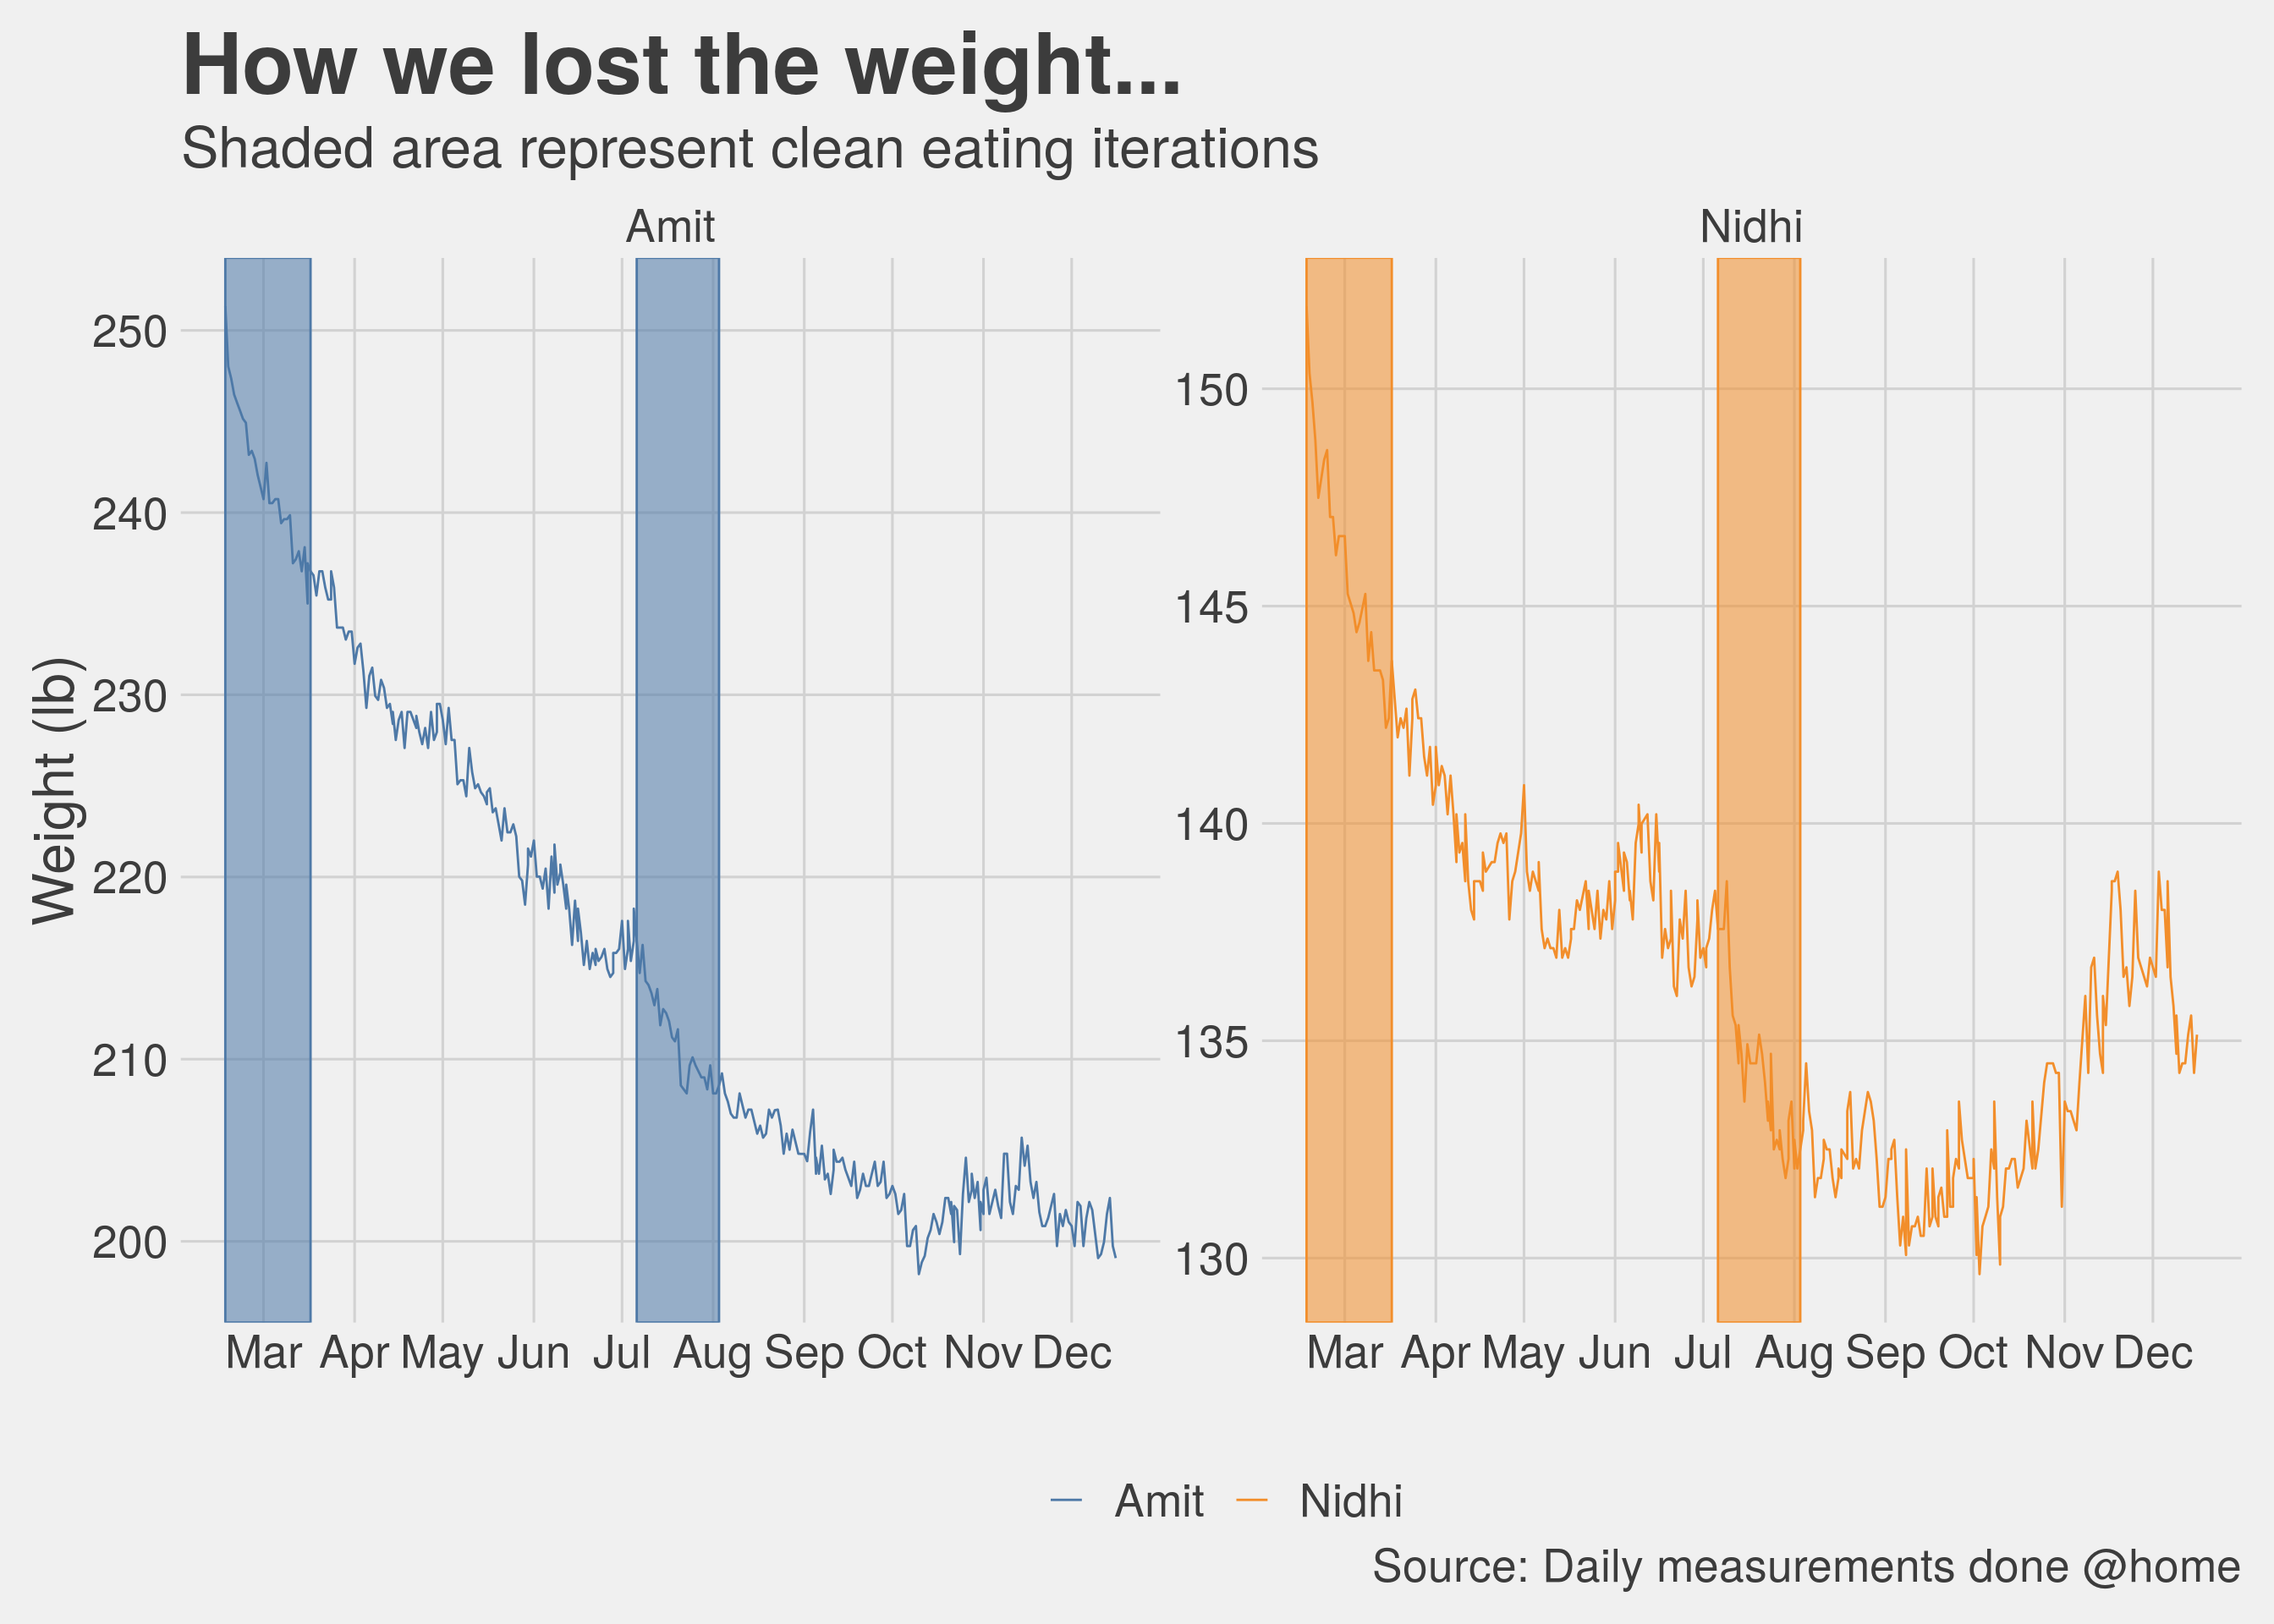 How we lost the weight...
Shaded area represent clean eating iterations
Amit
Nidhi
Weight (lb)
250
240
230
220
210
200
150
145
140
135
130
Mar Apr May Jun Jul Aug Sep Oct Nov Dec
Mar Apr May Jun Jul Aug Sep Oct Nov Dec
Amit Nidhi
Source: Daily measurements done @home